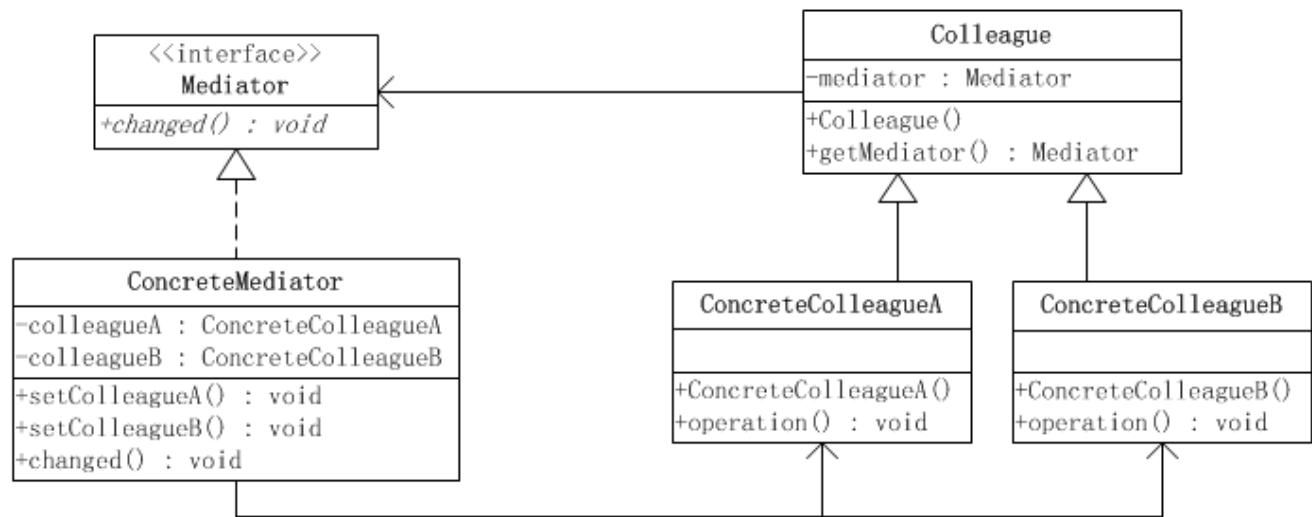 <<interface>>
Mediator
+changed() : void
Colleague
-mediator : Mediator
+Colleague()
+getMediator() : Mediator
ConcreteMediator
-colleagueA : ConcreteColleagueA
-colleagueB : ConcreteColleagueB
+setColleagueA() : void
+setColleagueB() : void
+changed() : void
ConcreteColleagueA
+ConcreteColleagueA()
+operation() : void
ConcreteColleagueB
+ConcreteColleagueB()
+operation() : void